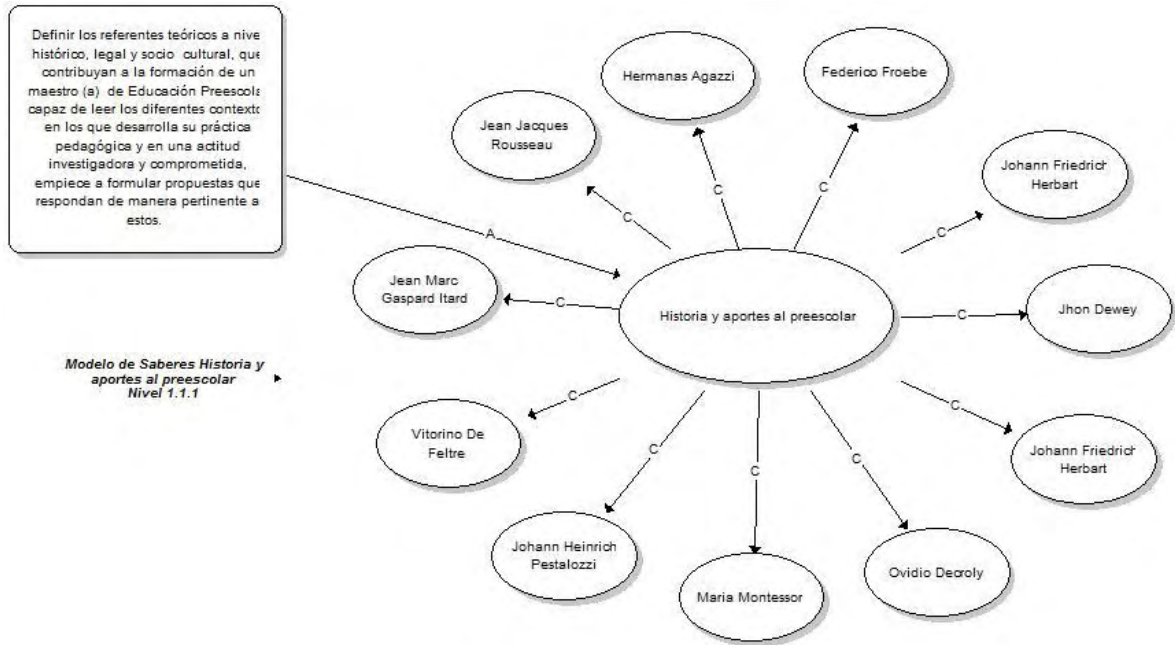 Definir los referentes teóricos a nive
histórico, legal y socio cultural, que
contribuyan a la formación de un
maestro (a) de Educación Preescola
capaz de leer los diferentes contexto
en los que desarrolla su práctica
pedagógica y en una actitud
investigadora y comprometida,
empiece a formular propuestas que
respondan de manera pertinente a
estos.
Hermanas Agazzi
Federico Froebe
Jean Jacques
Rousseau
Johann Friedrich
Herbart
C
C
C
C
A
Jean Marc
Gaspard Itard
C
Historia y aportes al preescolar
C
Jhon Dewey
Modelo de Saberes Historia y
aportes al preescolar
Nivel 1.1.1
C
C
Vitorino De
Feltre
Johann Friedrich
Herbart
C
C
C
Johann Heinrich
Pestalozzi
Maria Montessor
Ovidio Decroly